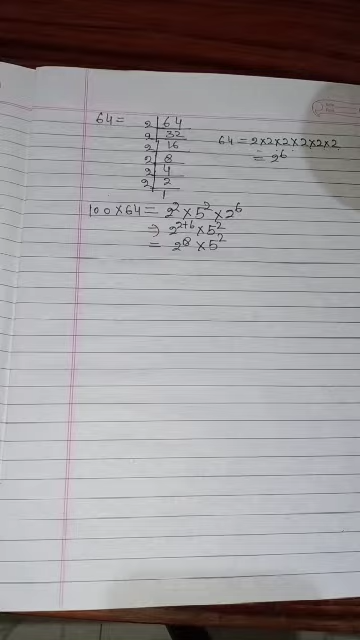 64 = 2 | 64
2 | 32
2 | 16
2 | 8
2 | 4
2 | 2
1
64 = 2×2×2×2×2×2
= 2⁶
100×64 = 2²×5²×2⁶
⇒ 2²⁺⁶×5²
= 2⁸×5²